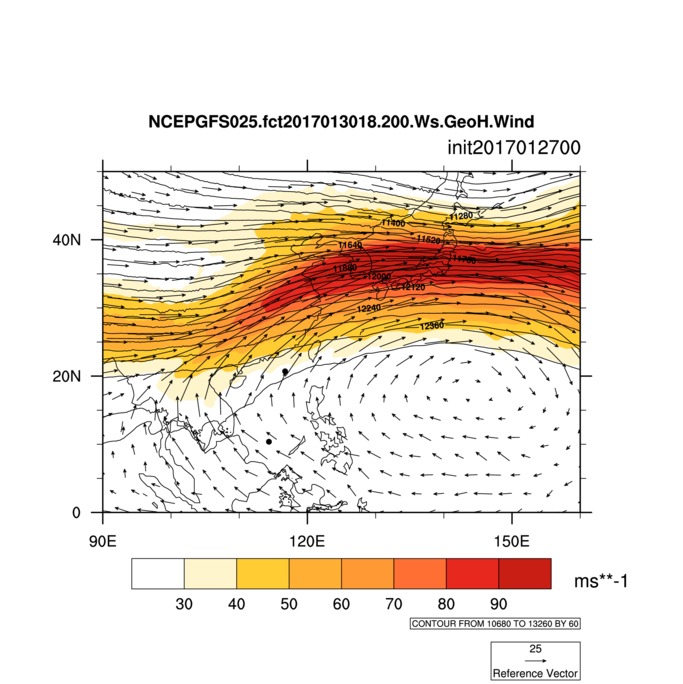 NCEPGFS025.fct2017013018.200.Ws.GeoH.Wind
init2017012700
11280
11400
11520
11640
11760
11880
12000
12120
12240
12360
40N
20N
0
90E 120E 150E
30 40 50 60 70 80 90
ms**-1
CONTOUR FROM 10680 TO 13260 BY 60
25
Reference Vector